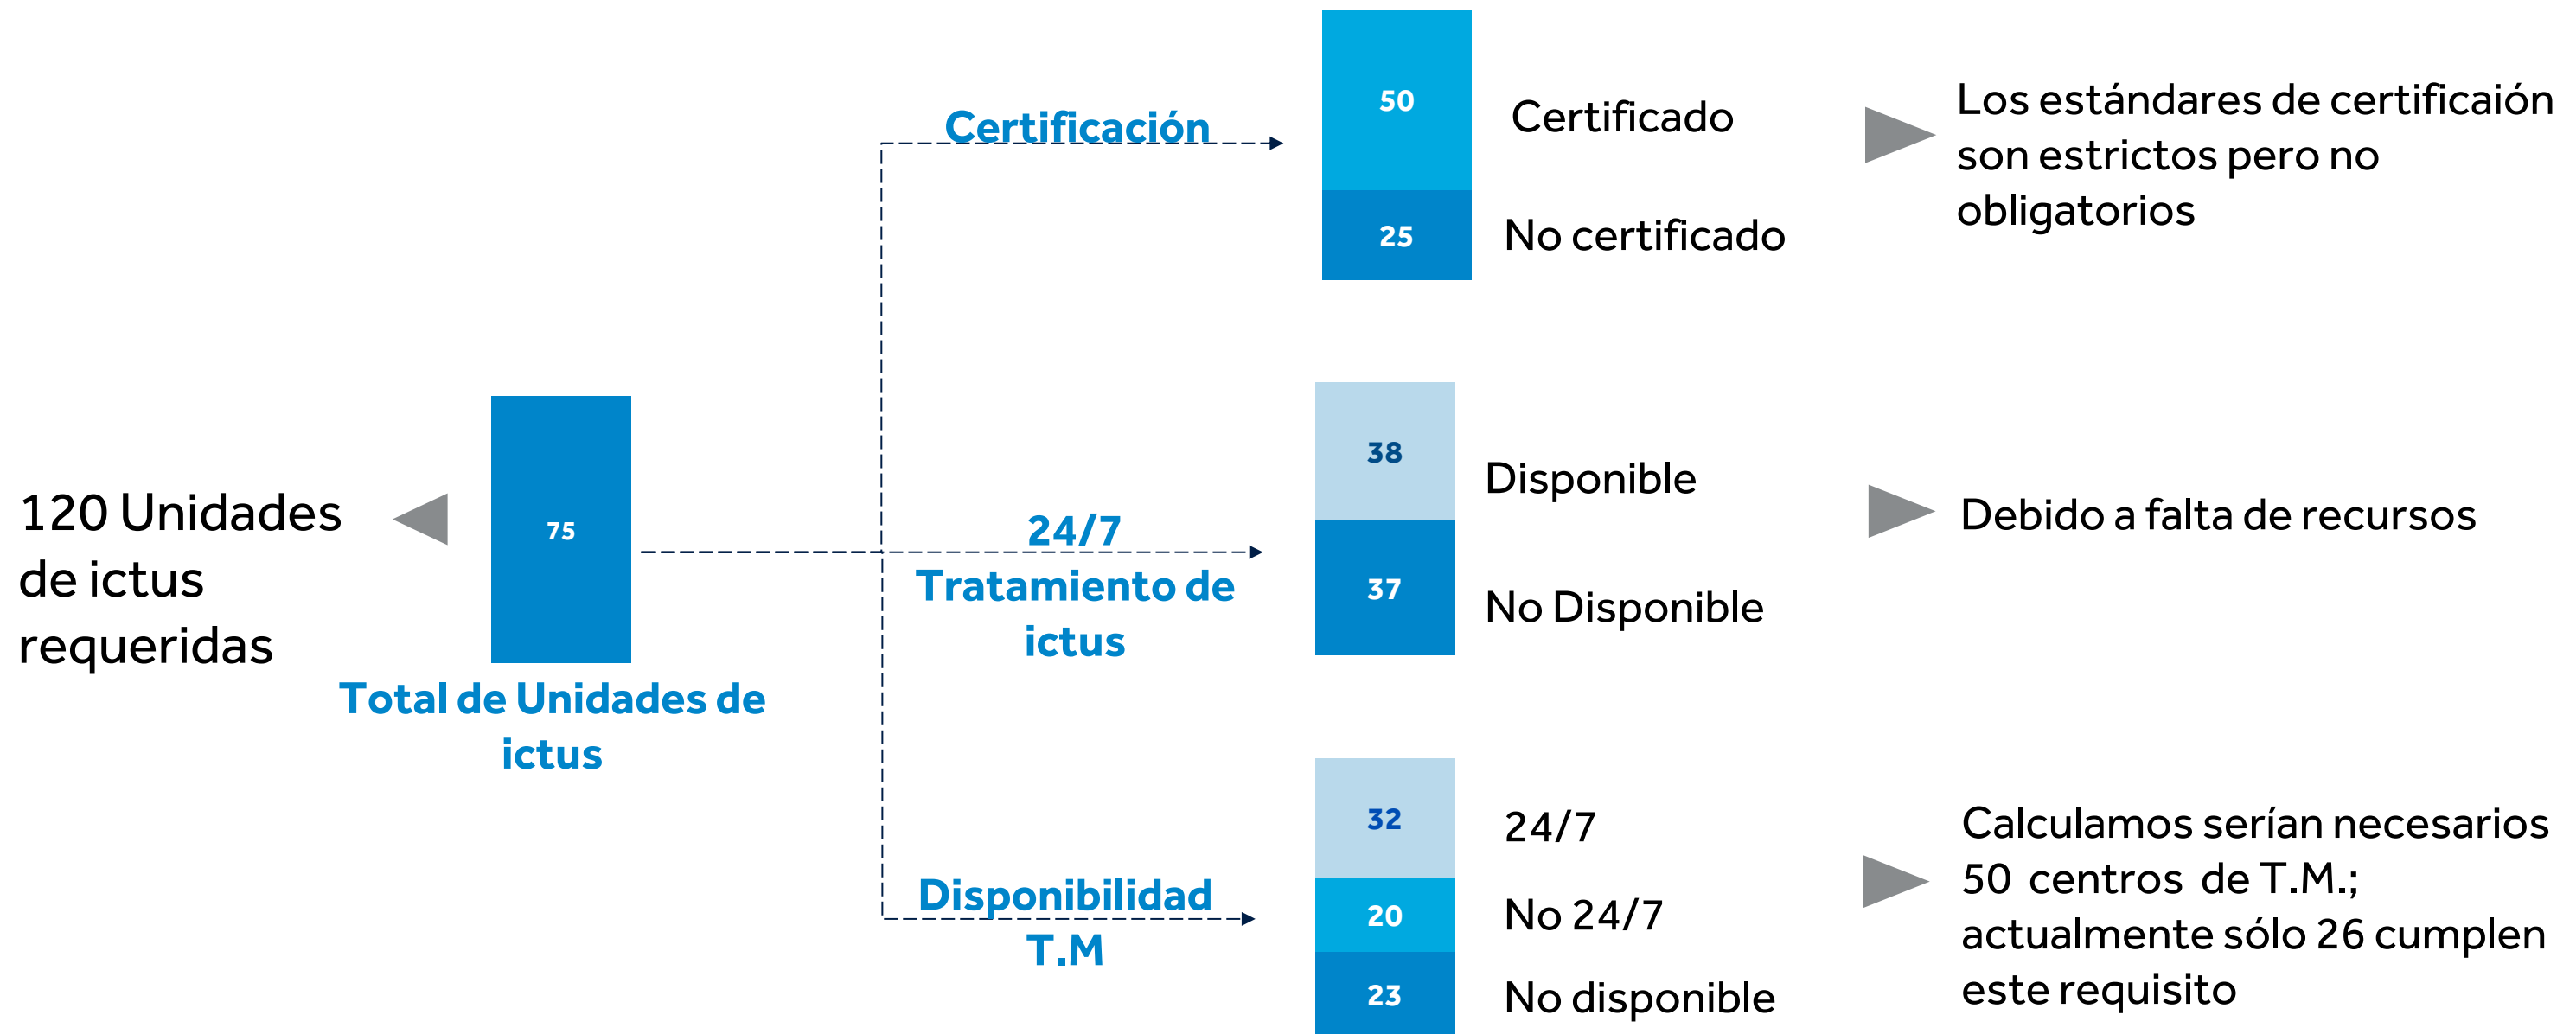 120 Unidades
de ictus
requeridas
75
Total de Unidades de
ictus
Certificación
50
Certificado
25
No certificado
Los estándares de certificaión
son estrictos pero no
obligatorios
24/7
Tratamiento de
ictus
38
Disponible
37
No Disponible
Debido a falta de recursos
Disponibilidad
T.M
32
24/7
20
No 24/7
23
No disponible
Calculamos serían necesarios
50 centros de T.M.;
actualmente sólo 26 cumplen
este requisito